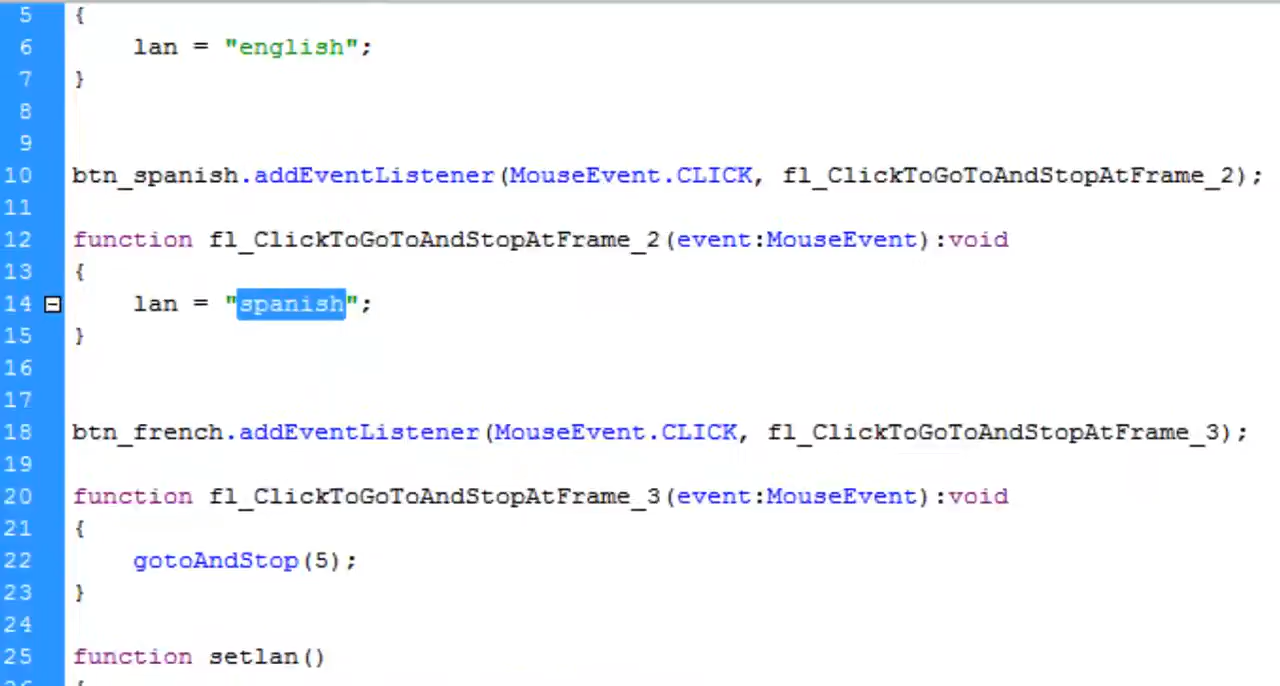 5 {
6 lan = "english";
7 }
8
9
10 btn_spanish.addEventListener(MouseEvent.CLICK, fl_ClickToGoToAndStopAtFrame_2);
11
12 function fl_ClickToGoToAndStopAtFrame_2(event:MouseEvent):void
13 {
14 lan = "spanish";
15 }
16
17
18 btn_french.addEventListener(MouseEvent.CLICK, fl_ClickToGoToAndStopAtFrame_3);
19
20 function fl_ClickToGoToAndStopAtFrame_3(event:MouseEvent):void
21 {
22 gotoAndStop(5);
23 }
24
25 function setlan()
26 {